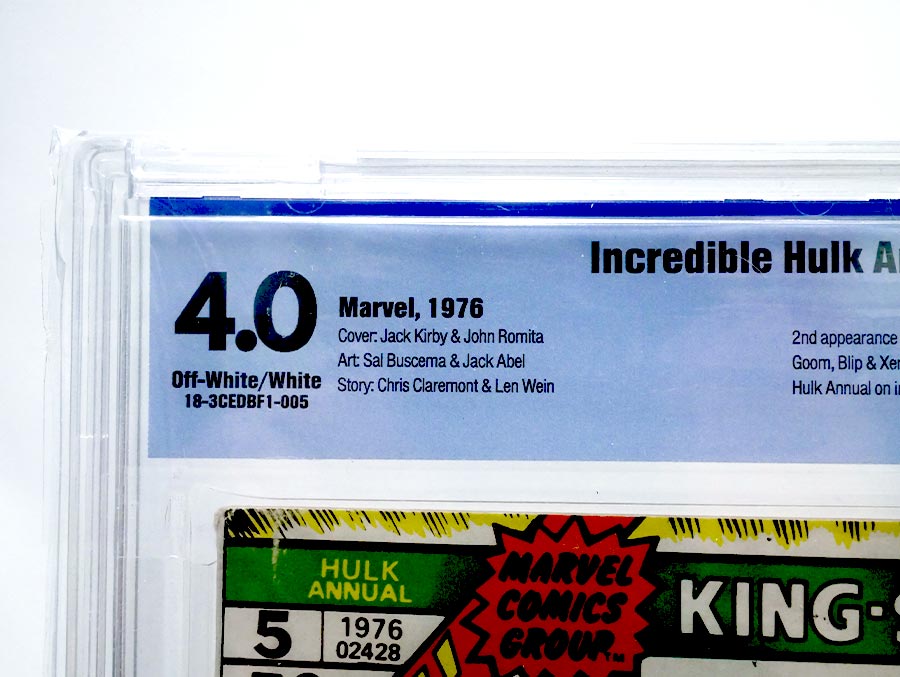 Incredible Hulk
4.0
Marvel, 1976
Cover: Jack Kirby & John Romita
Art: Sal Buscema & Jack Abel
Story: Chris Claremont & Len Wein
Off-White/White
18-3CEDBF1-005
2nd appearance
Goom, Blip &
Hulk Annual on
HULK
ANNUAL
5
1976
02428
MARVEL
COMICS
GROUP™
KING-